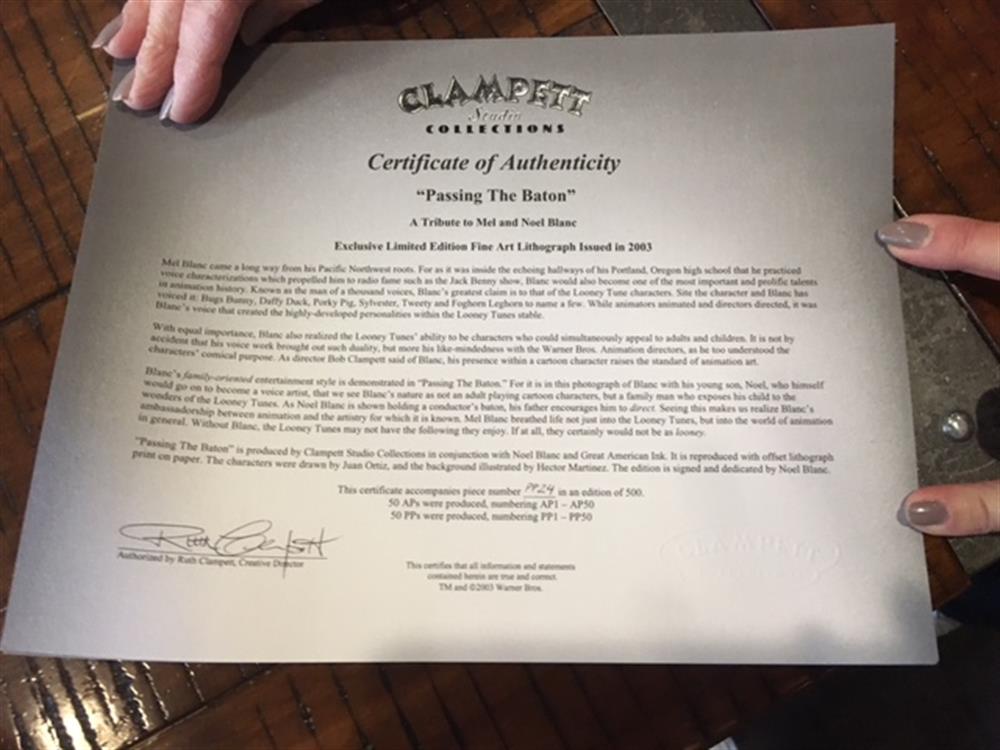 CLAMPETT
Studio
COLLECTIONS
Certificate of Authenticity
“Passing The Baton”
A Tribute to Mel and Noel Blanc
Exclusive Limited Edition Fine Art Lithograph Issued in 2003
Mel Blanc came a long way from his Pacific Northwest roots. For as it was inside the echoing hallways of his Portland, Oregon high school that he practiced
voice characterizations which propelled him to radio fame such as the Jack Benny show, Blanc would also become one of the most important and prolific talents
in animation history. Known as the man of a thousand voices, Blanc's greatest claim is to that of the Looney Tune characters. Site the character and Blanc has
voiced it: Bugs Bunny, Daffy Duck, Porky Pig, Sylvester, Tweety and Foghorn Leghorn to name a few. While animators animated and directors directed, it was
Blanc's voice that created the highly-developed personalities within the Looney Tunes stable.
With equal importance, Blanc also realized the Looney Tunes' ability to be characters who could simultaneously appeal to adults and children. It is not by
accident that his voice work brought out such duality, but more his like-mindedness with the Warner Bros. Animation directors, as he too understood the
characters' comical purpose. As director Bob Clampett said of Blanc, his presence within a cartoon character raises the standard of animation art.
Blanc's family-oriented entertainment style is demonstrated in “Passing The Baton.” For it is in this photograph of Blanc with his young son, Noel, who himself
would go on to become a voice artist, that we see Blanc's nature as not an adult playing cartoon characters, but a family man who exposes his child to the
wonders of the Looney Tunes. As Noel Blanc is shown holding a conductor's baton, his father encourages him to direct. Seeing this makes us realize Blanc's
ambassadorship between animation and the artistry for which it is known. Mel Blanc breathed life not just into the Looney Tunes, but into the world of animation
in general. Without Blanc, the Looney Tunes may not have the following they enjoy. If at all, they certainly would not be as looney.
"Passing The Baton" is produced by Clampett Studio Collections in conjunction with Noel Blanc and Great American Ink. It is reproduced with offset lithograph
print on paper. The characters were drawn by Juan Ortiz, and the background illustrated by Hector Martinez. The edition is signed and dedicated by Noel Blanc.
This certificate accompanies piece number PP24 in an edition of 500.
50 APs were produced, numbering AP1 – AP50
50 PPs were produced, numbering PP1 – PP50
Ruth Clampett
Authorized by Ruth Clampett, Creative Director
This certifies that all information and statements
contained herein are true and correct.
TM and ©2003 Warner Bros.
CLAMPETT